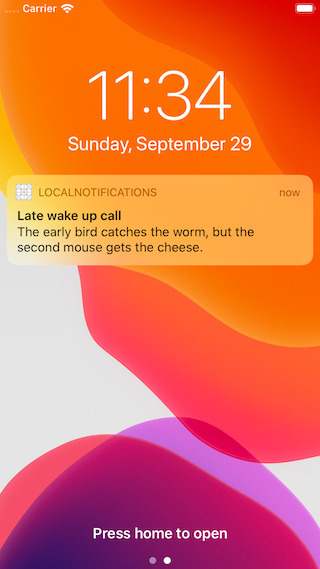 Carrier
11:34
Sunday, September 29
LOCALNOTIFICATIONS now
Late wake up call
The early bird catches the worm, but the
second mouse gets the cheese.
Press home to open